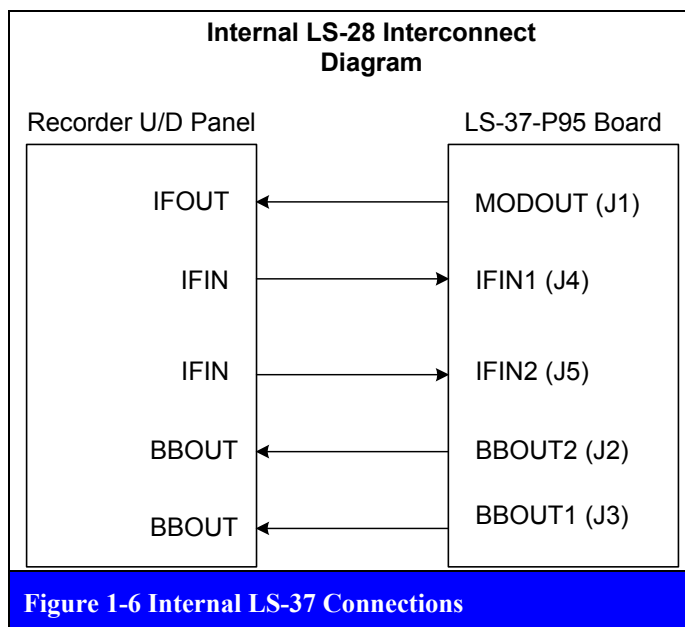 Internal LS-28 Interconnect
Diagram
Recorder U/D Panel
LS-37-P95 Board
IFOUT
MODOUT (J1)
IFIN
IFIN1 (J4)
IFIN
IFIN2 (J5)
BBOUT
BBOUT2 (J2)
BBOUT
BBOUT1 (J3)
Figure 1-6 Internal LS-37 Connections